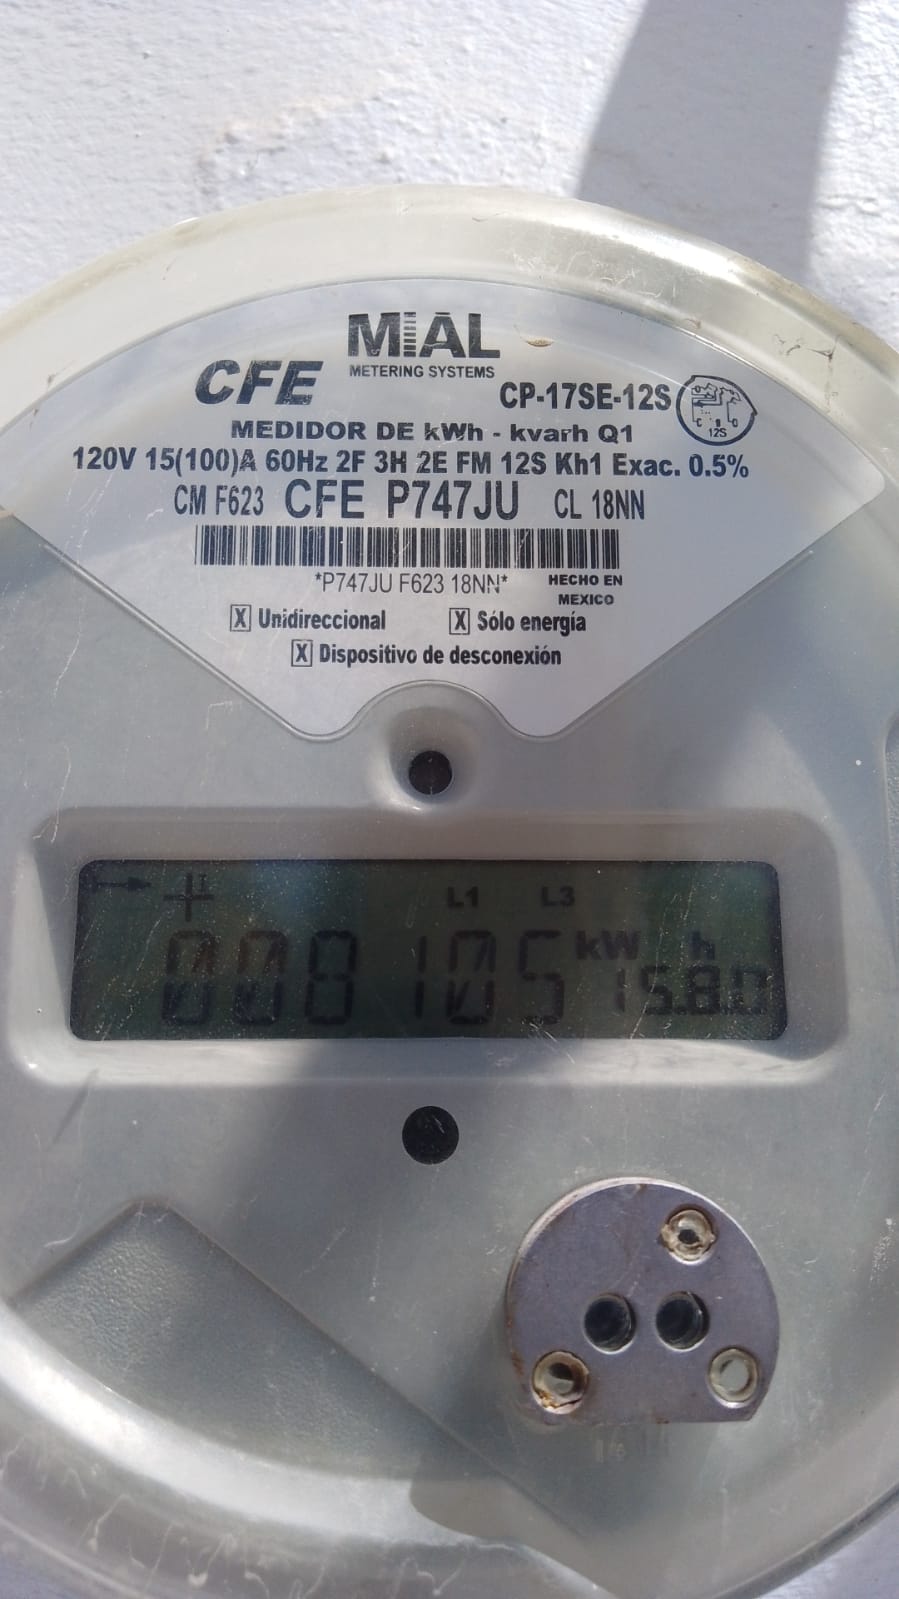 MIAL
METERING SYSTEMS
CFE
CP-17SE-12S
12S
MEDIDOR DE kWh - kvarh Q1
120V 15(100)A 60Hz 2F 3H 2E FM 12S Kh1 Exac. 0.5%
CM F623 CFE P747JU CL 18NN
*P747JU F623 18NN*
HECHO EN
MEXICO
X Unidireccional X Sólo energía
X Dispositivo de desconexión
L1 L3
008105 kW h 15.8.0